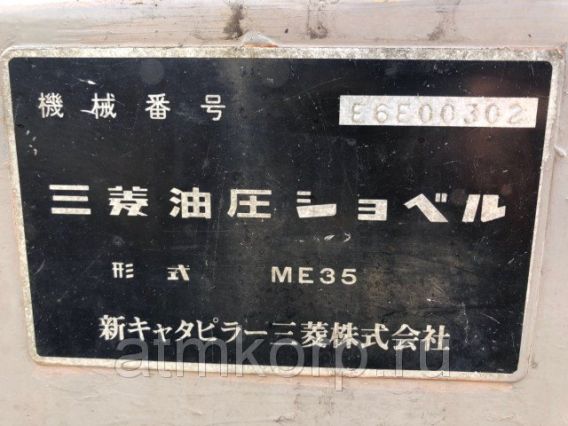 機械番号 E6E00302
三菱油圧ショベル
形式 ME35
新キャタピラー三菱株式会社
atmkorp.ru